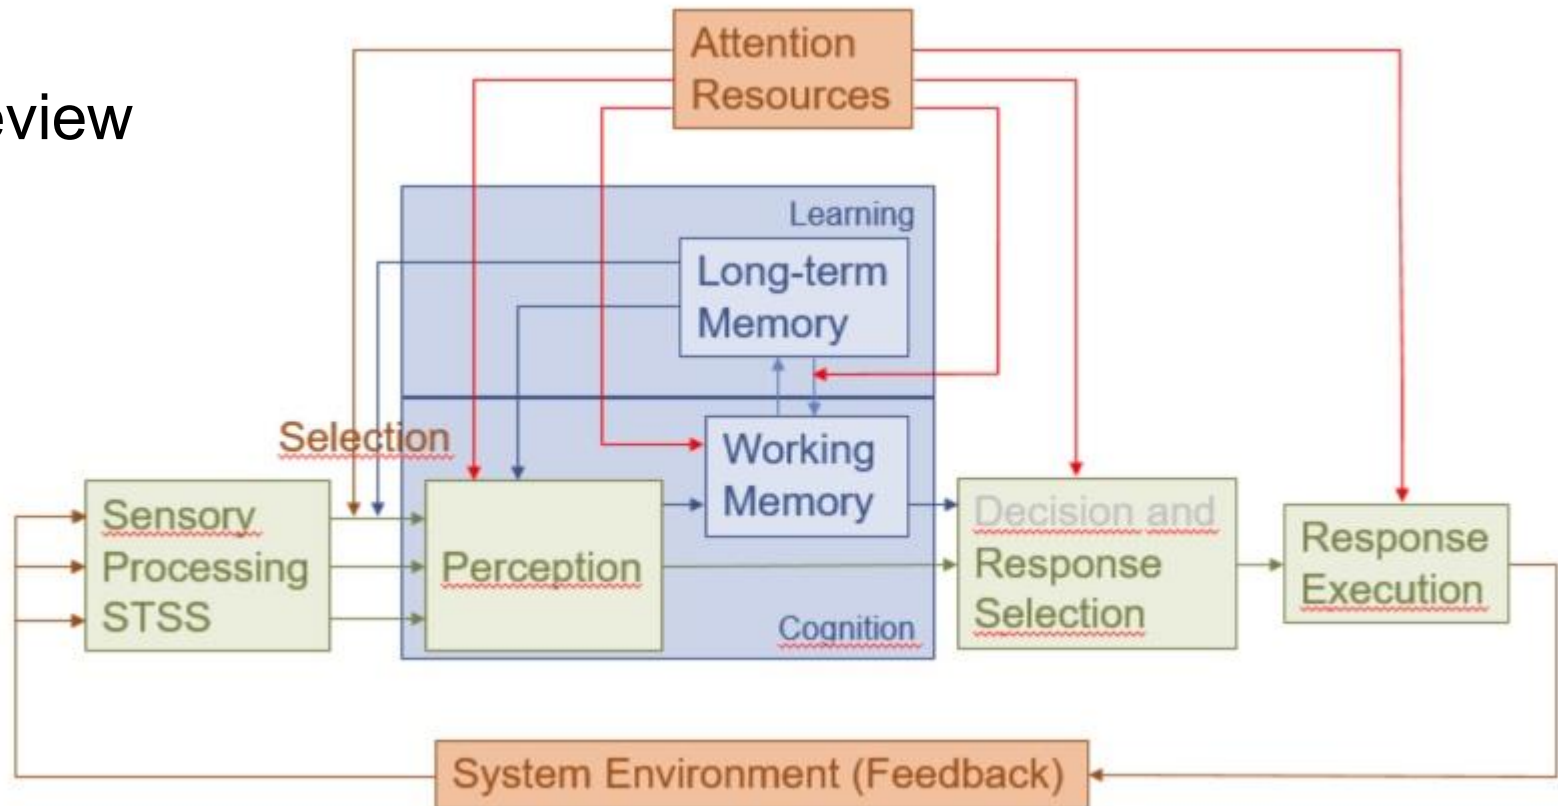 Attention
Resources
eview
Learning
Long-term
Memory
Selection
Working
Memory
Sensory
Processing
STSS
Perception
Decision and
Response
Selection
Response
Execution
Cognition
System Environment (Feedback)